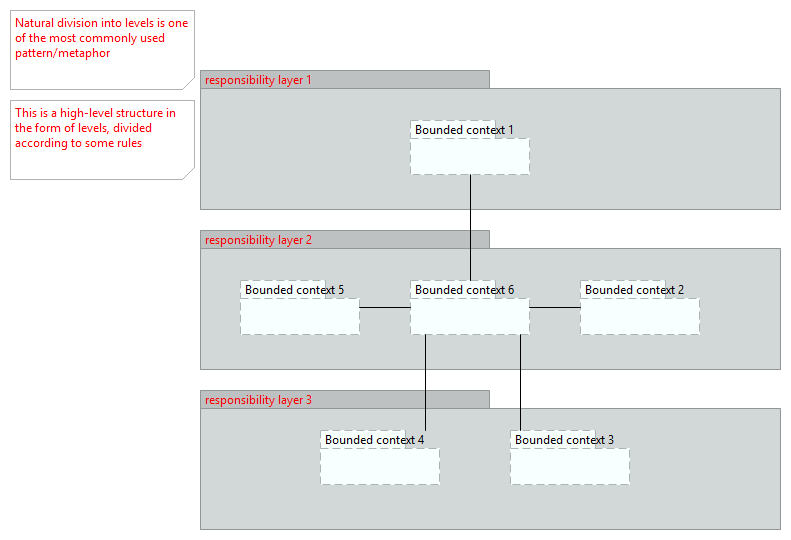 Natural division into levels is one
of the most commonly used
pattern/metaphor
This is a high-level structure in
the form of levels, divided
according to some rules
responsibility layer 1
Bounded context 1
responsibility layer 2
Bounded context 5
Bounded context 6
Bounded context 2
responsibility layer 3
Bounded context 4
Bounded context 3